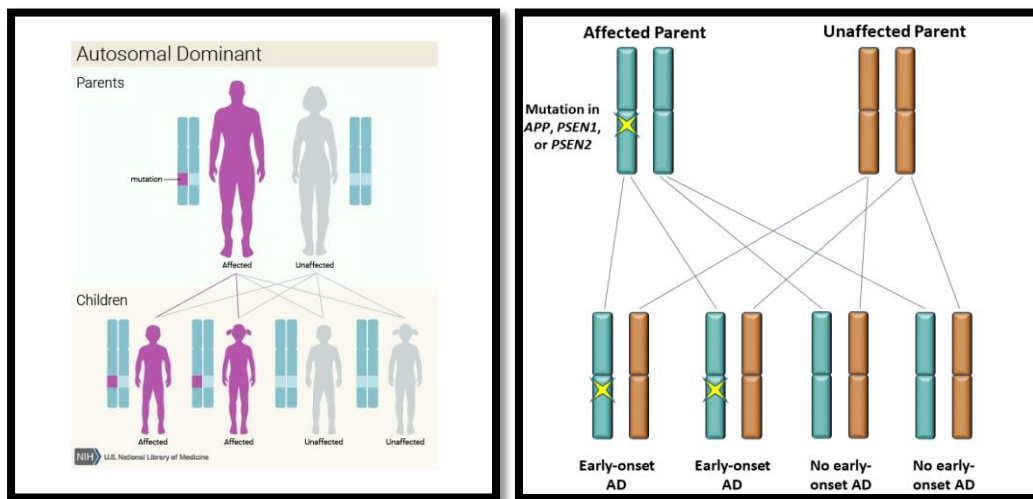 Autosomal Dominant
Parents
mutation
Affected
Unaffected
Children
Affected
Affected
Unaffected
Unaffected
NIH U.S. National Library of Medicine
Affected Parent
Unaffected Parent
Mutation in
APP, PSEN1,
or PSEN2
Early-onset
AD
Early-onset
AD
No early-
onset AD
No early-
onset AD